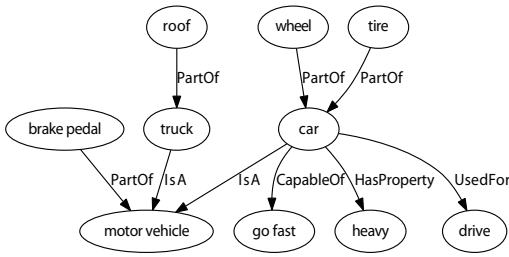 roof
wheel
tire
PartOf
PartOf
PartOf
brake pedal
truck
car
PartOf
IsA
IsA
CapableOf
HasProperty
UsedFor
motor vehicle
go fast
heavy
drive